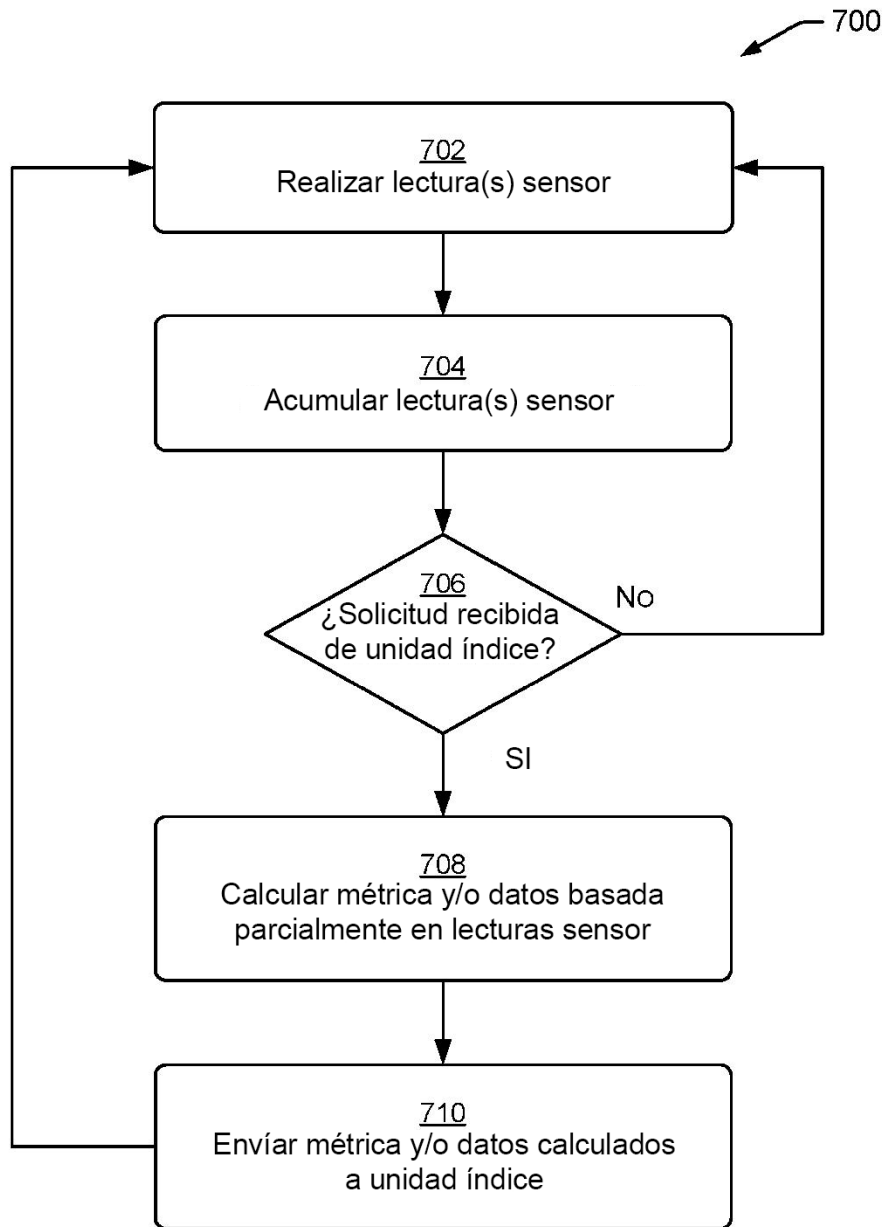 700
702
Realizar lectura(s) sensor
704
Acumular lectura(s) sensor
706
¿Solicitud recibida
de unidad índice?
No
SI
708
Calcular métrica y/o datos basada
parcialmente en lecturas sensor
710
Envíar métrica y/o datos calculados
a unidad índice